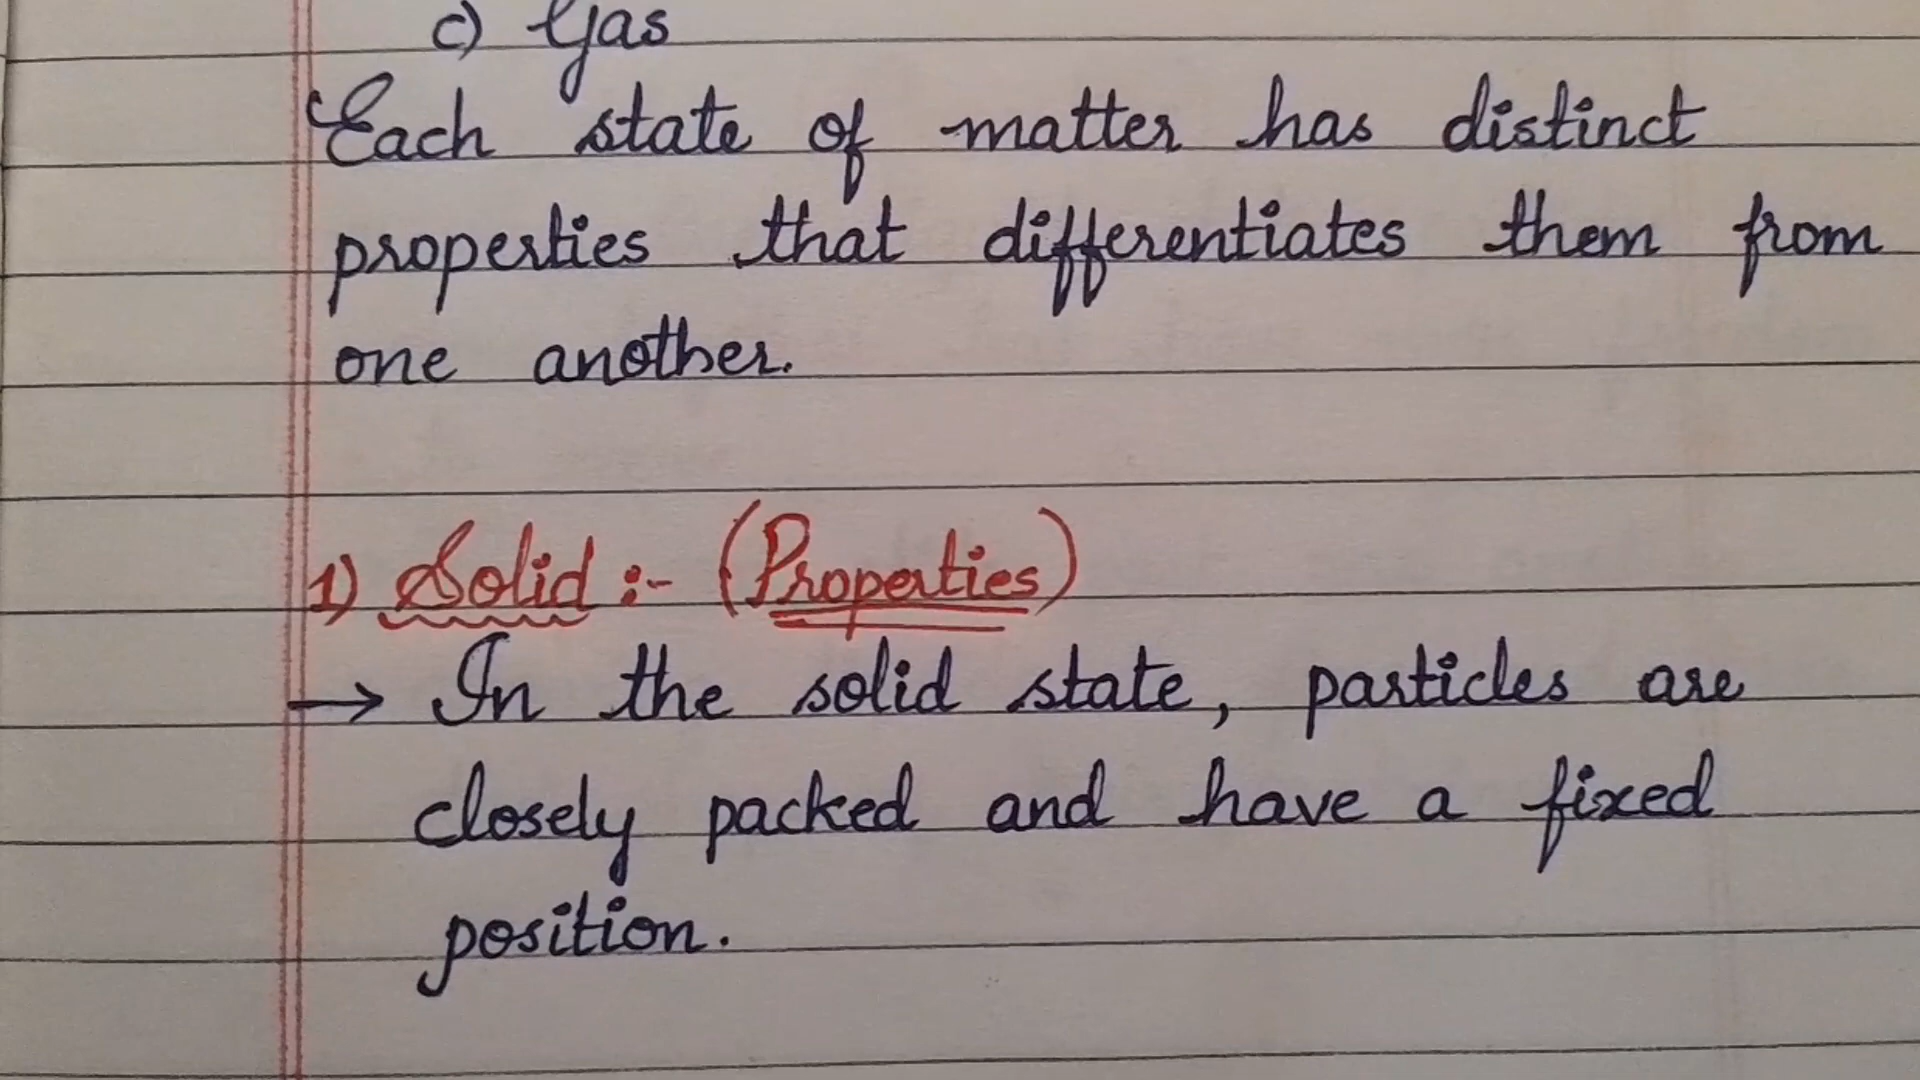 c) Gas
Each state of matter has distinct
properties that differentiates them from
one another.
1) Solid :- (Properties)
→ In the solid state, particles are
closely packed and have a fixed
position.